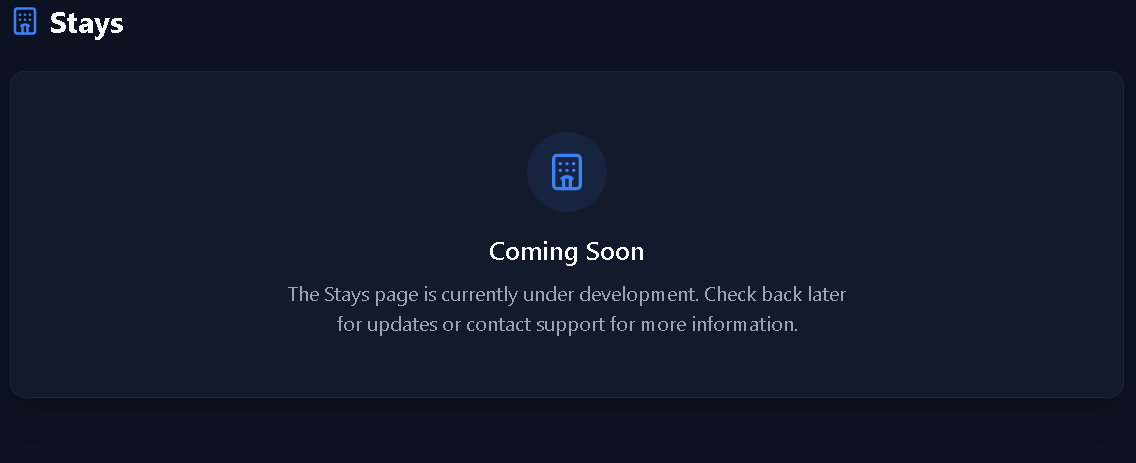 Stays
Coming Soon
The Stays page is currently under development. Check back later
for updates or contact support for more information.